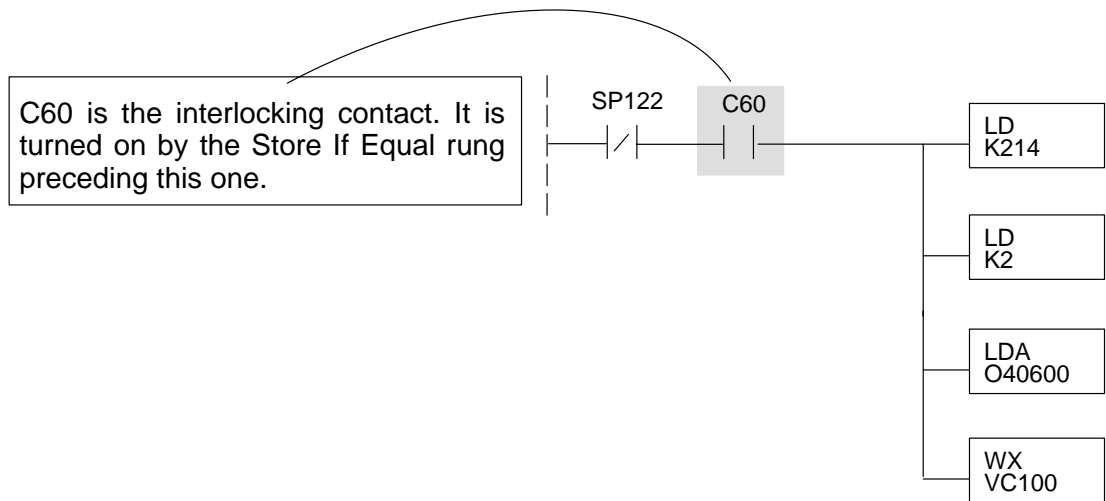 C60 is the interlocking contact. It is
turned on by the Store If Equal rung
preceding this one.
SP122
C60
LD
K214
LD
K2
LDA
O40600
WX
VC100